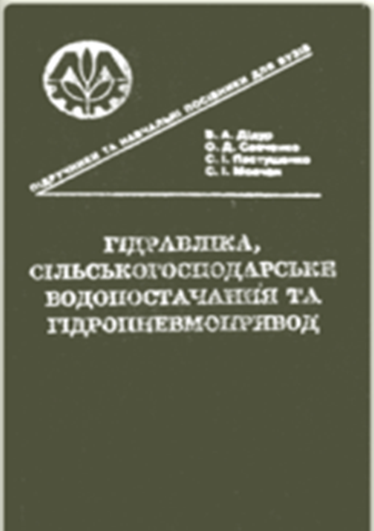 ПІДРУЧНИКИ ТА НАВЧАЛЬНІ ПОСІБНИКИ ДЛЯ ВУЗІВ
В. А. Дідур
О. Д. Савченко
С. І. Пастушенко
С. І. Мовчан
ГІДРАВЛІКА,
СІЛЬСЬКОГОСПОДАРСЬКЕ
ВОДОПОСТАЧАННЯ ТА
ГІДРОПНЕВМОПРИВОД